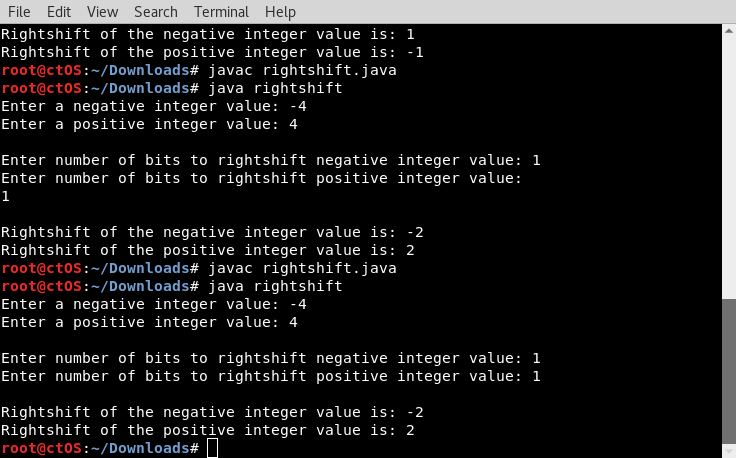 File Edit View Search Terminal Help
Rightshift of the negative integer value is: 1
Rightshift of the positive integer value is: -1
root@ctOS:~/Downloads# javac rightshift.java
root@ctOS:~/Downloads# java rightshift
Enter a negative integer value: -4
Enter a positive integer value: 4
Enter number of bits to rightshift negative integer value: 1
Enter number of bits to rightshift positive integer value:
1
Rightshift of the negative integer value is: -2
Rightshift of the positive integer value is: 2
root@ctOS:~/Downloads# javac rightshift.java
root@ctOS:~/Downloads# java rightshift
Enter a negative integer value: -4
Enter a positive integer value: 4
Enter number of bits to rightshift negative integer value: 1
Enter number of bits to rightshift positive integer value: 1
Rightshift of the negative integer value is: -2
Rightshift of the positive integer value is: 2
root@ctOS:~/Downloads#